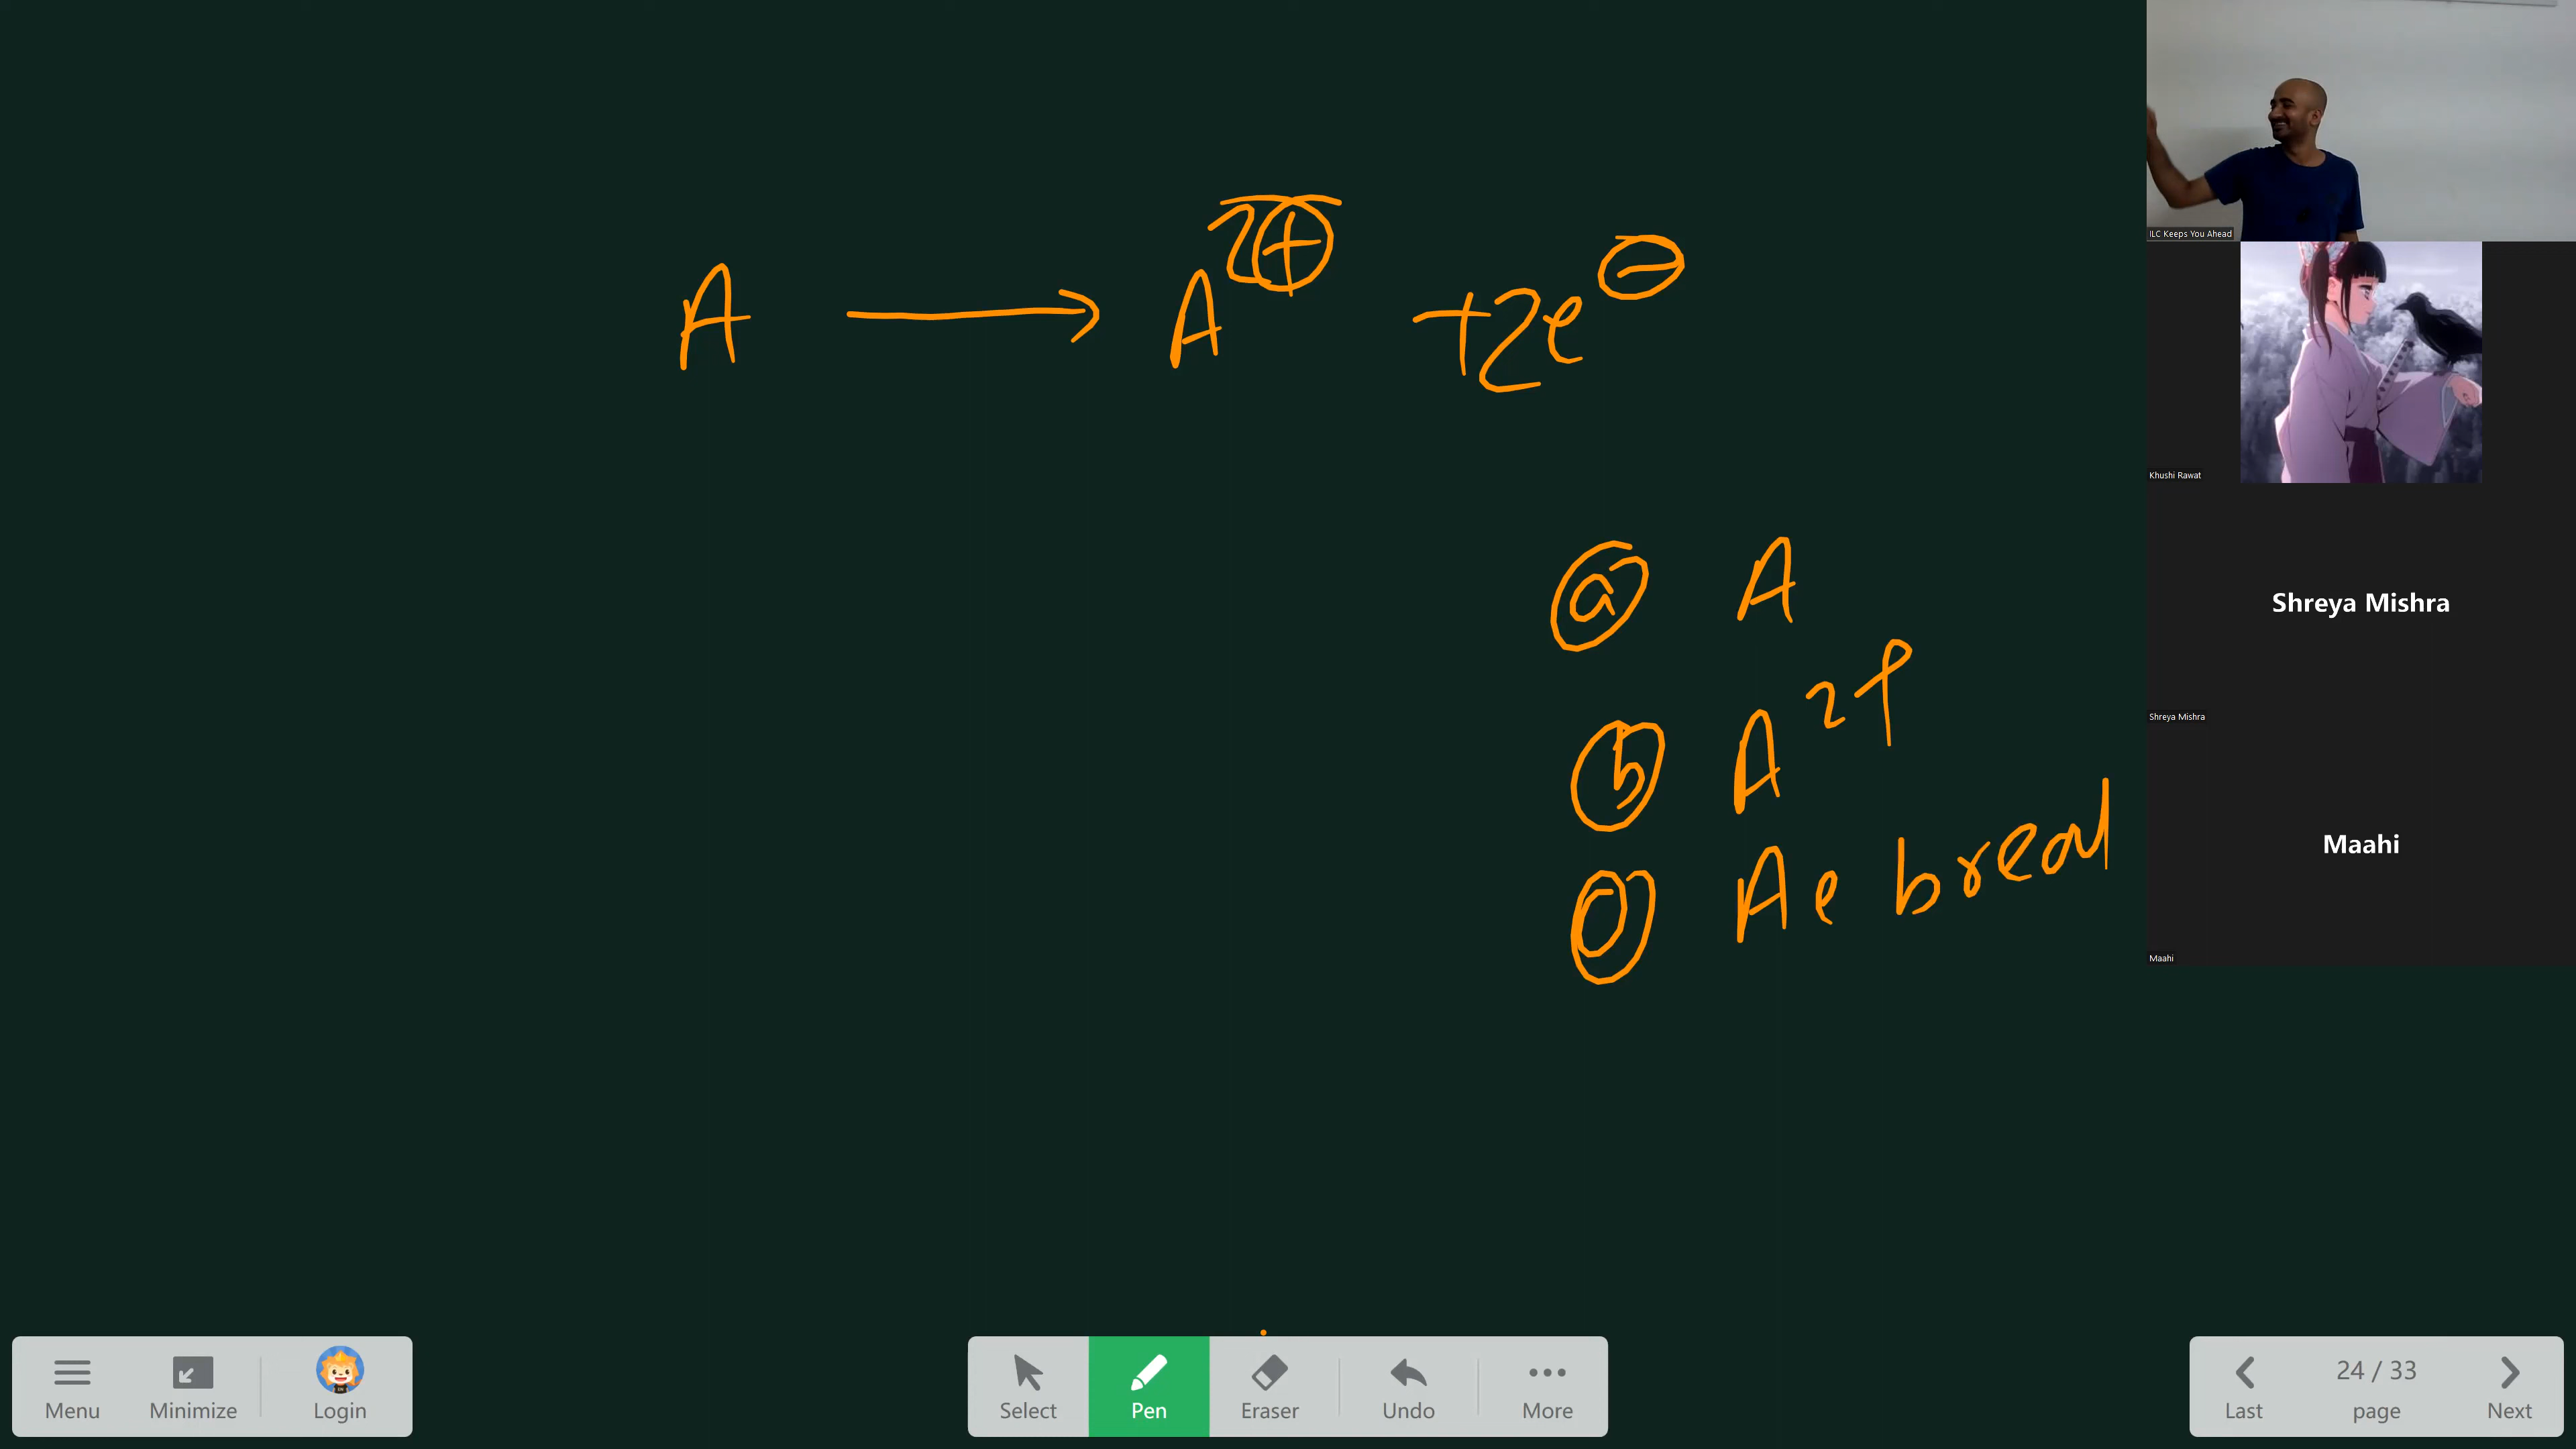 A → A²⊕ +2e⊖
ⓐ A
ⓑ A²⁺
Ae
ILC Keeps You Ahead
Khushi Rawat
Shreya Mishra
Shreya Mishra
Maahi
Maahi
Menu Minimize Login
Select Pen Eraser Undo More
Last 24 / 33 page Next